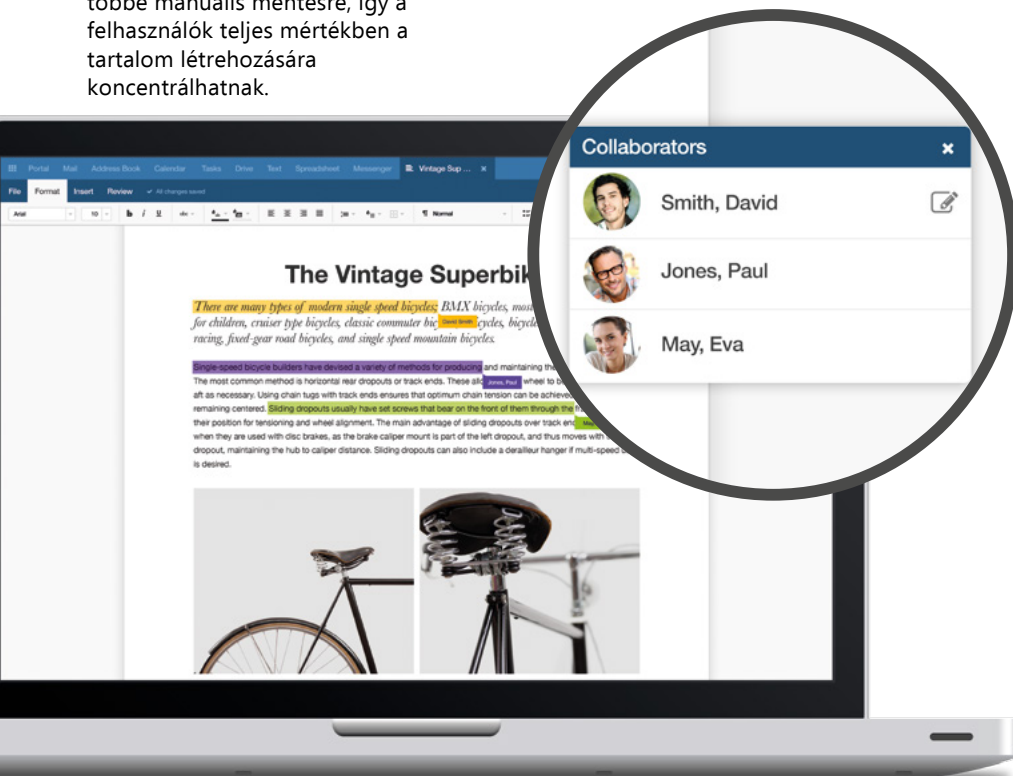 többé manuális mentésre, így a
felhasználók teljes mértékben a
tartalom létrehozására
koncentrálhatnak.
Portal Mail Address Book Calendar Tasks Drive Text Spreadsheet Messenger Vintage Sup ... ×
File Format Insert Review ✓ All changes saved
Arial 10 b i u abc A ¶ Normal
The Vintage Superbik
There are many types of modern single speed bicycles; BMX bicycles, most
for children, cruiser type bicycles, classic commuter bic David Smith cycles, bicycle
racing, fixed-gear road bicycles, and single speed mountain bicycles.
Single-speed bicycle builders have devised a variety of methods for producing and maintaining the
The most common method is horizontal rear dropouts or track ends. These allo Jones, Paul wheel to b
aft as necessary. Using chain tugs with track ends ensures that optimum chain tension can be achieved
remaining centered. Sliding dropouts usually have set screws that bear on the front of them through the
their position for tensioning and wheel alignment. The main advantage of sliding dropouts over track end
when they are used with disc brakes, as the brake caliper mount is part of the left dropout, and thus moves with
dropout, maintaining the hub to caliper distance. Sliding dropouts can also include a derailleur hanger if multi-speed
is desired.
Collaborators ×
Smith, David
Jones, Paul
May, Eva